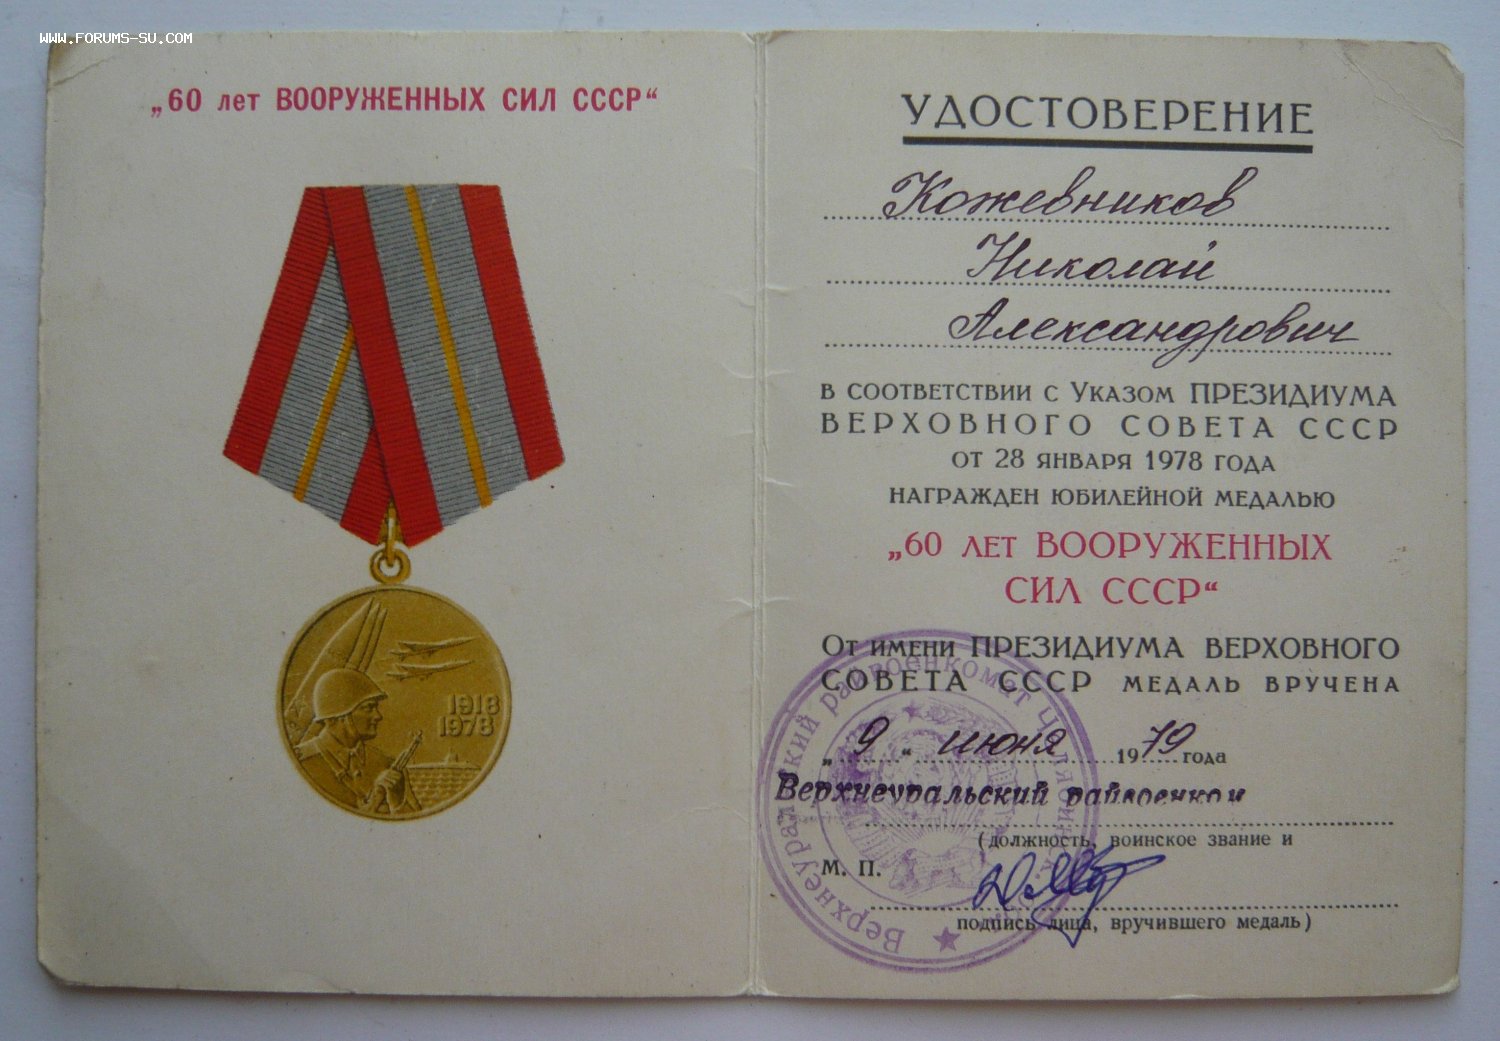 WWW.FORUMS-SU.COM
„60 лет ВООРУЖЕННЫХ СИЛ СССР“
1918
1978
УДОСТОВЕРЕНИЕ
Кожевников
Николай
Александрович
В СООТВЕТСТВИИ С УКАЗОМ ПРЕЗИДИУМА
ВЕРХОВНОГО СОВЕТА СССР
ОТ 28 ЯНВАРЯ 1978 ГОДА
НАГРАЖДЕН ЮБИЛЕЙНОЙ МЕДАЛЬЮ
„60 ЛЕТ ВООРУЖЕННЫХ
СИЛ СССР“
ОТ ИМЕНИ ПРЕЗИДИУМА ВЕРХОВНОГО
СОВЕТА СССР МЕДАЛЬ ВРУЧЕНА
„9“ июня 1979 года
Верхнеуральский райвоенком
(должность, воинское звание и
М. П.
подпись лица, вручившего медаль)
Верхнеуральский райвоенкомат